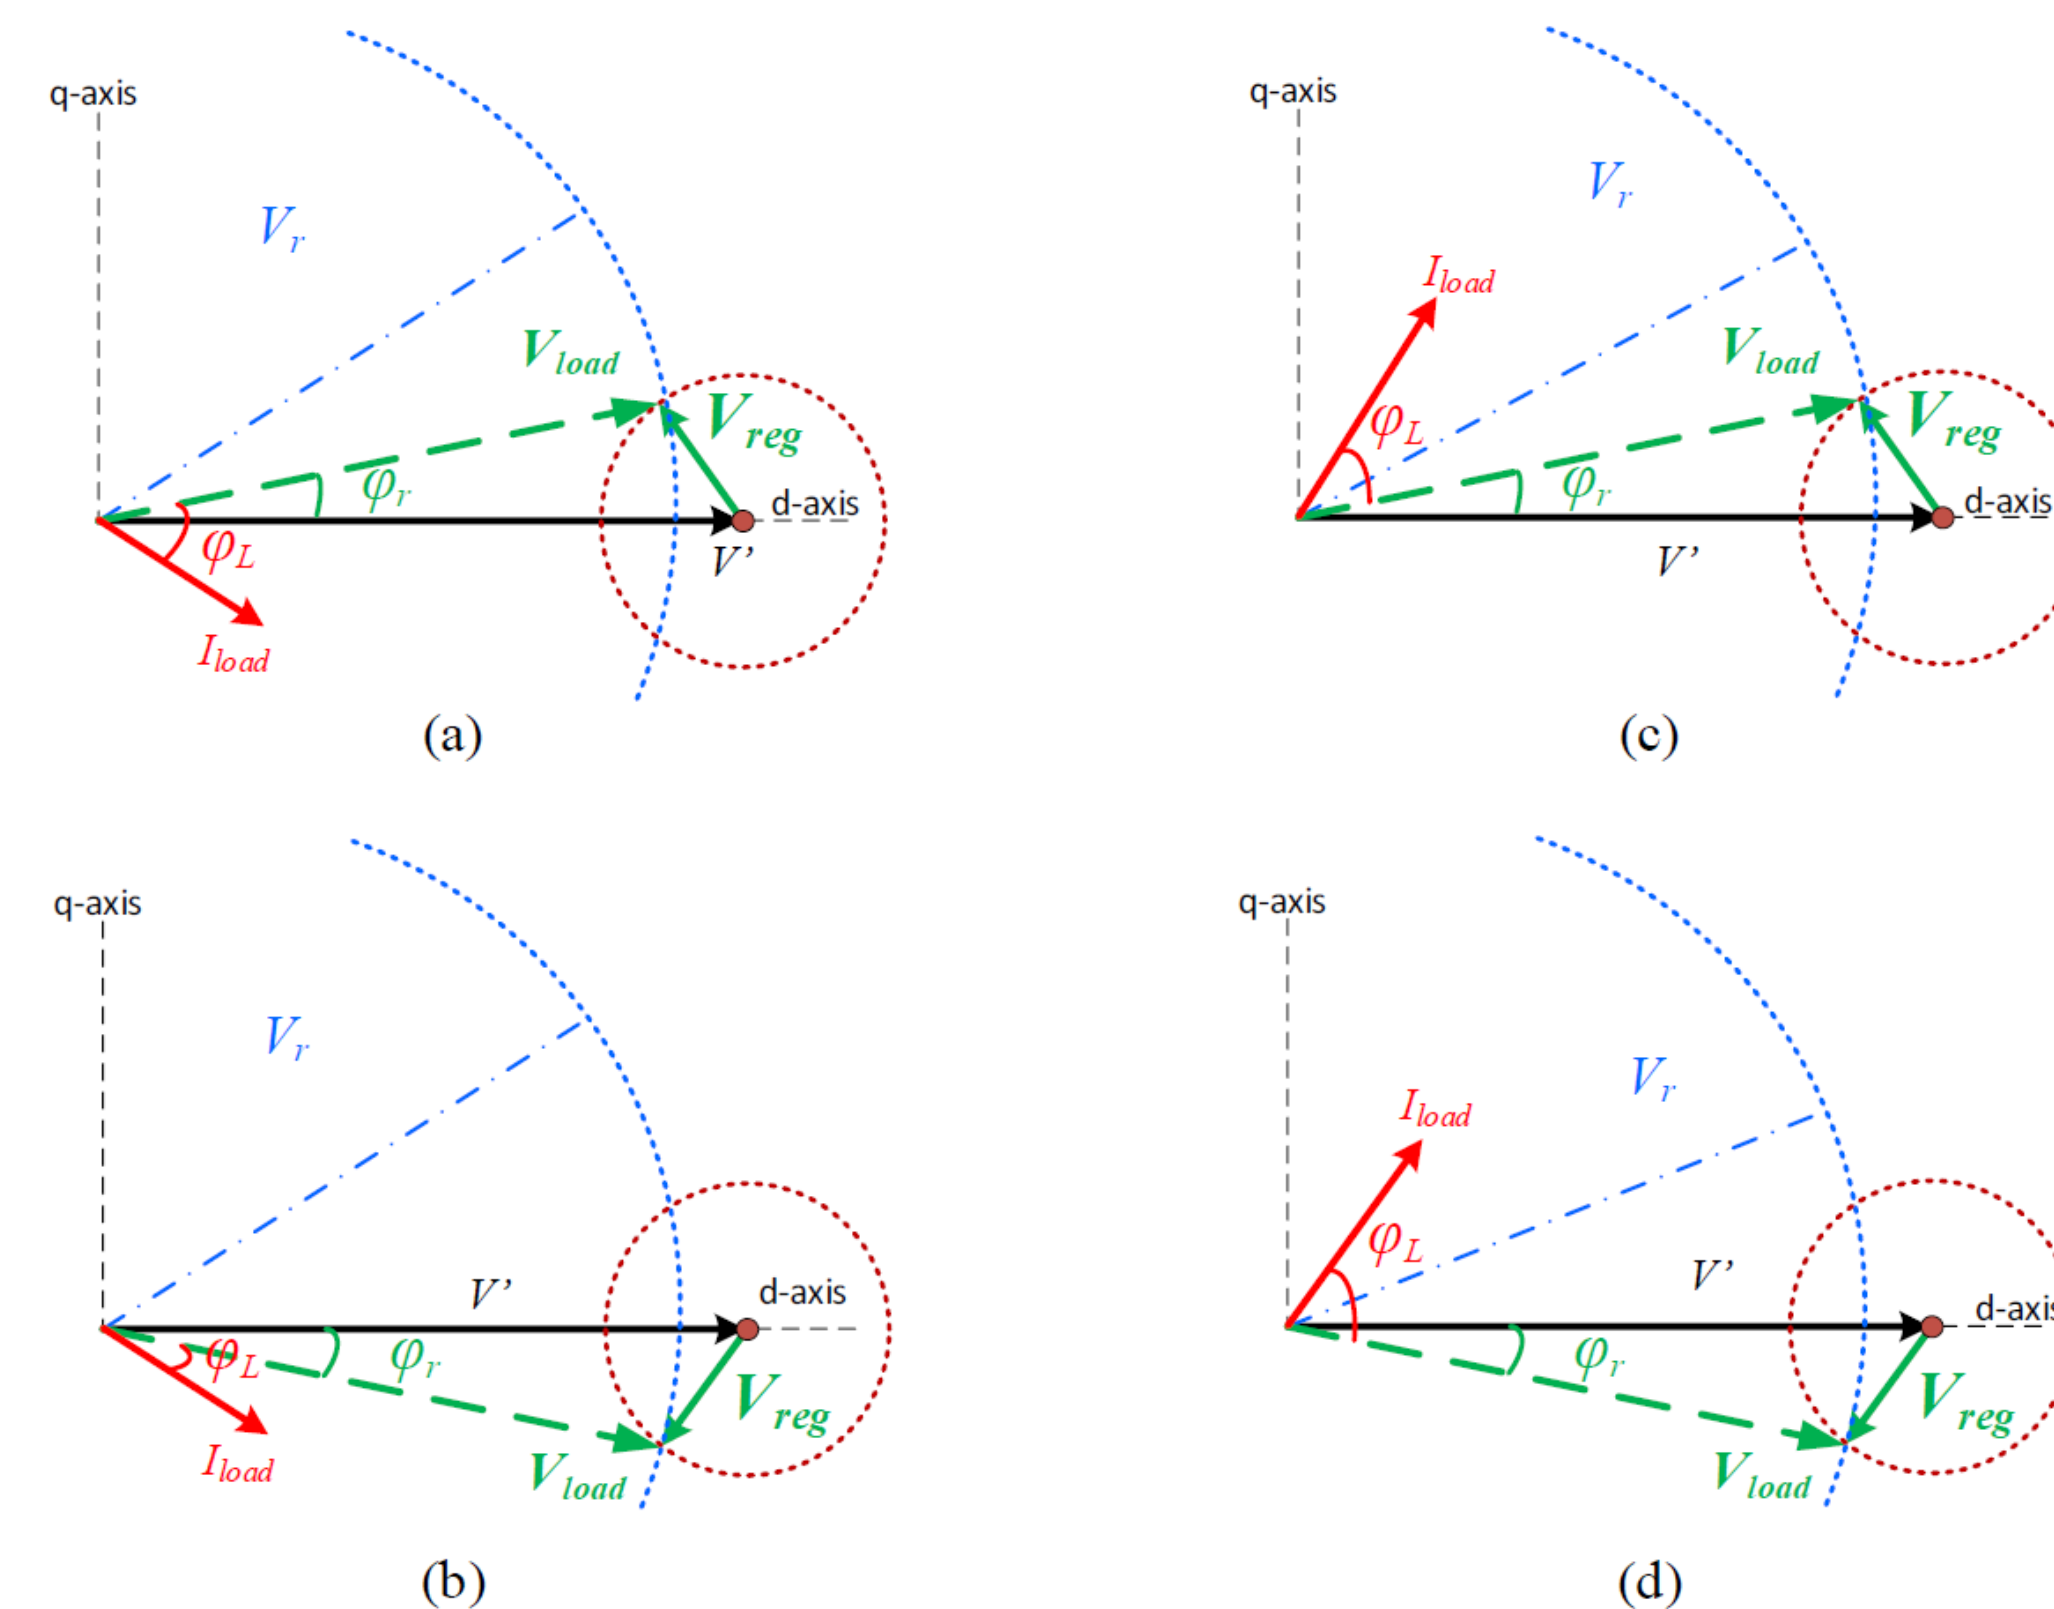 q-axis
V_r
V_load
V_reg
φ_r
d-axis
φ_L
V’
I_load
(a)
q-axis
V_r
I_load
V_load
φ_L
V_reg
φ_r
d-axis
V’
(c)
q-axis
V_r
V’
d-axis
φ_L
φ_r
V_reg
I_load
V_load
(b)
q-axis
V_r
I_load
φ_L
V’
d-axis
φ_r
V_reg
V_load
(d)